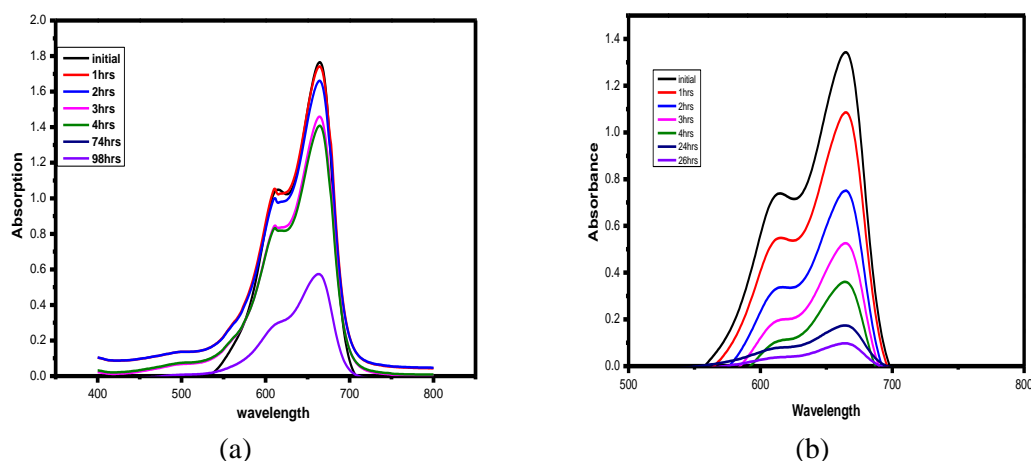 2.0
1.8
1.6
1.4
1.2
1.0
0.8
0.6
0.4
0.2
0.0
Absorption
initial
1hrs
2hrs
3hrs
4hrs
74hrs
98hrs
400 500 600 700 800
wavelength
(a)
1.4
1.2
1.0
0.8
0.6
0.4
0.2
0.0
Absorbance
initial
1hrs
2hrs
3hrs
4hrs
24hrs
26hrs
500 600 700 800
Wavelength
(b)